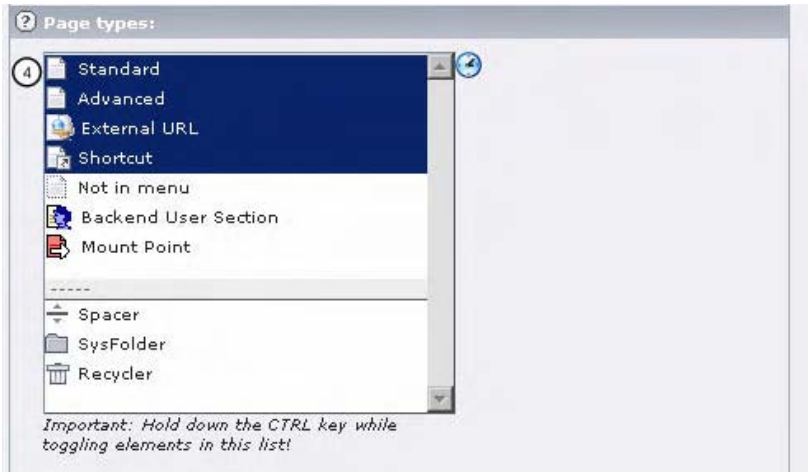 Page types:
4
Standard
Advanced
External URL
Shortcut
Not in menu
Backend User Section
Mount Point
-----
Spacer
SysFolder
Recycler
Important: Hold down the CTRL key while
toggling elements in this list!